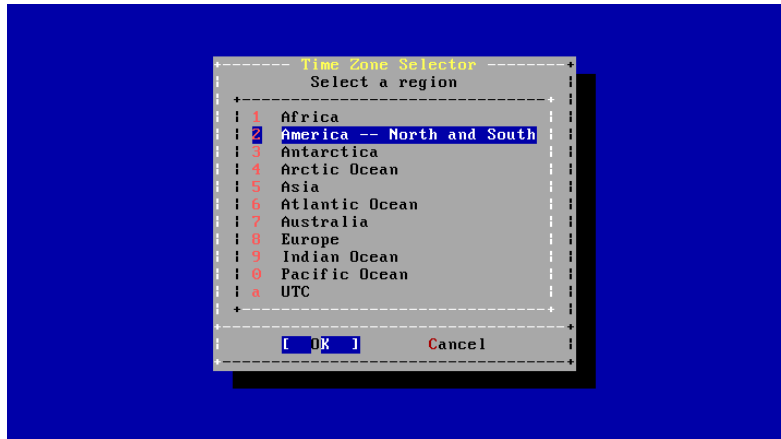 Time Zone Selector
Select a region
1 Africa
2 America -- North and South
3 Antarctica
4 Arctic Ocean
5 Asia
6 Atlantic Ocean
7 Australia
8 Europe
9 Indian Ocean
0 Pacific Ocean
a UTC
[ OK ] Cancel